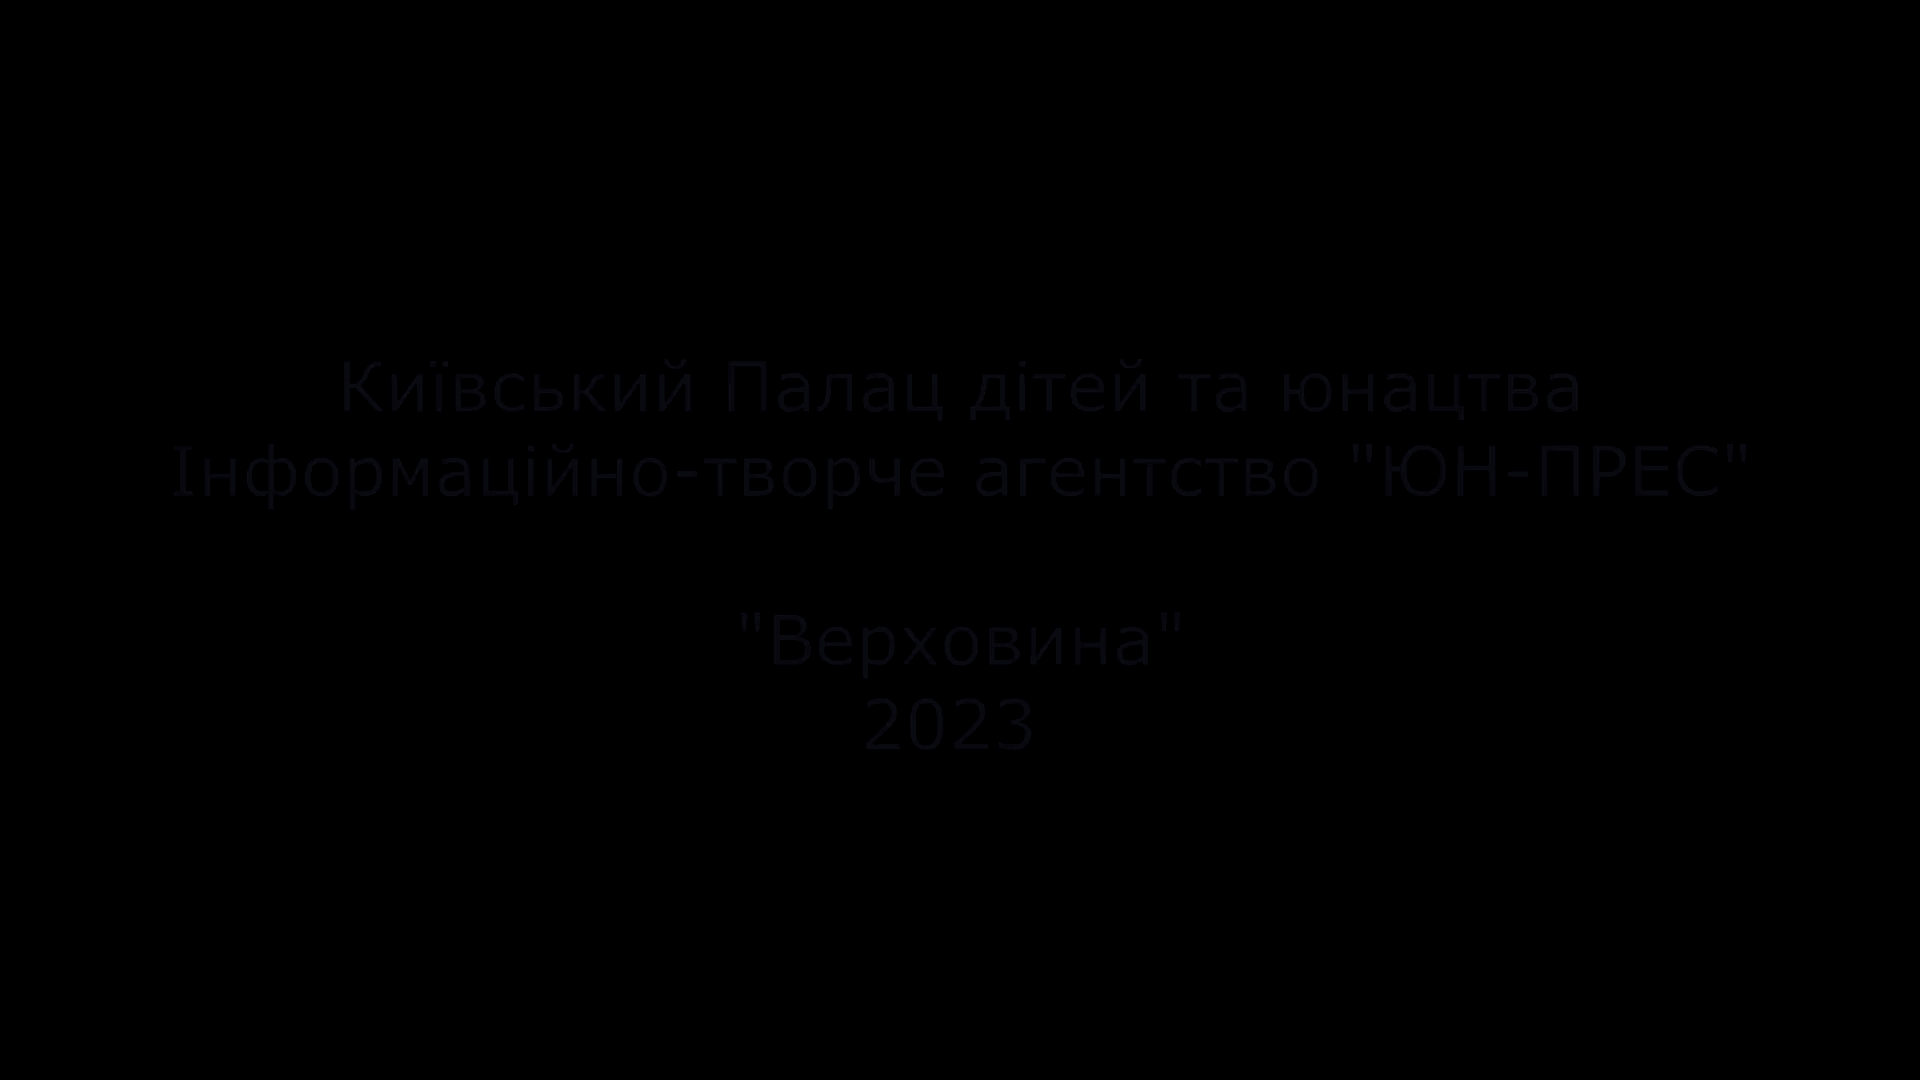 Київський Палац дітей та юнацтва
Інформаційно-творче агентство "ЮН-ПРЕС"
"Верховина"
2023